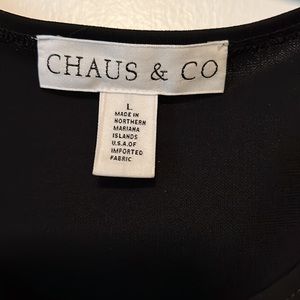 CHAUS & CO
L
MADE IN
NORTHERN
MARIANA
ISLANDS
U.S.A.OF
IMPORTED
FABRIC